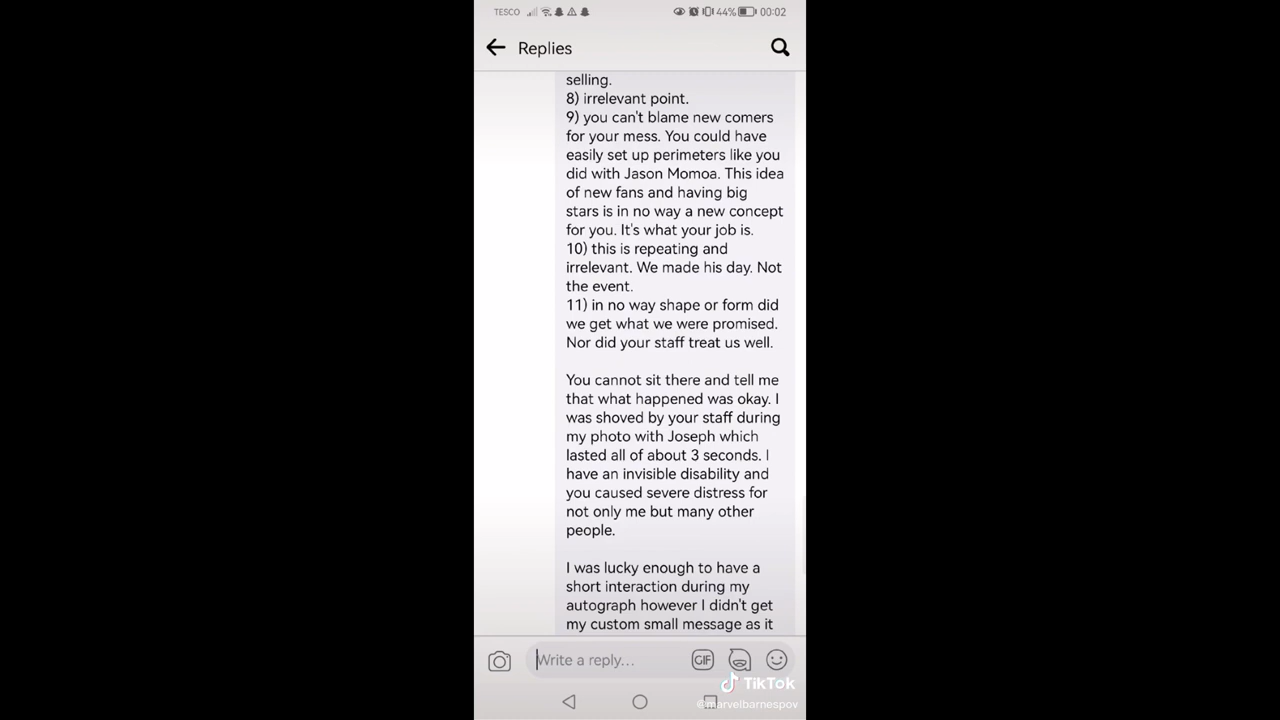 TESCO 44% 00:02
Replies
selling.
8) irrelevant point.
9) you can't blame new comers
for your mess. You could have
easily set up perimeters like you
did with Jason Momoa. This idea
of new fans and having big
stars is in no way a new concept
for you. It's what your job is.
10) this is repeating and
irrelevant. We made his day. Not
the event.
11) in no way shape or form did
we get what we were promised.
Nor did your staff treat us well.
You cannot sit there and tell me
that what happened was okay. I
was shoved by your staff during
my photo with Joseph which
lasted all of about 3 seconds. I
have an invisible disability and
you caused severe distress for
not only me but many other
people.
I was lucky enough to have a
short interaction during my
autograph however I didn't get
my custom small message as it
Write a reply...
GIF
TikTok
@marvelbarnespov